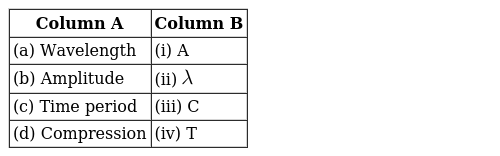 Column A Column B
(a) Wavelength (i) A
(b) Amplitude (ii) λ
(c) Time period (iii) C
(d) Compression (iv) T